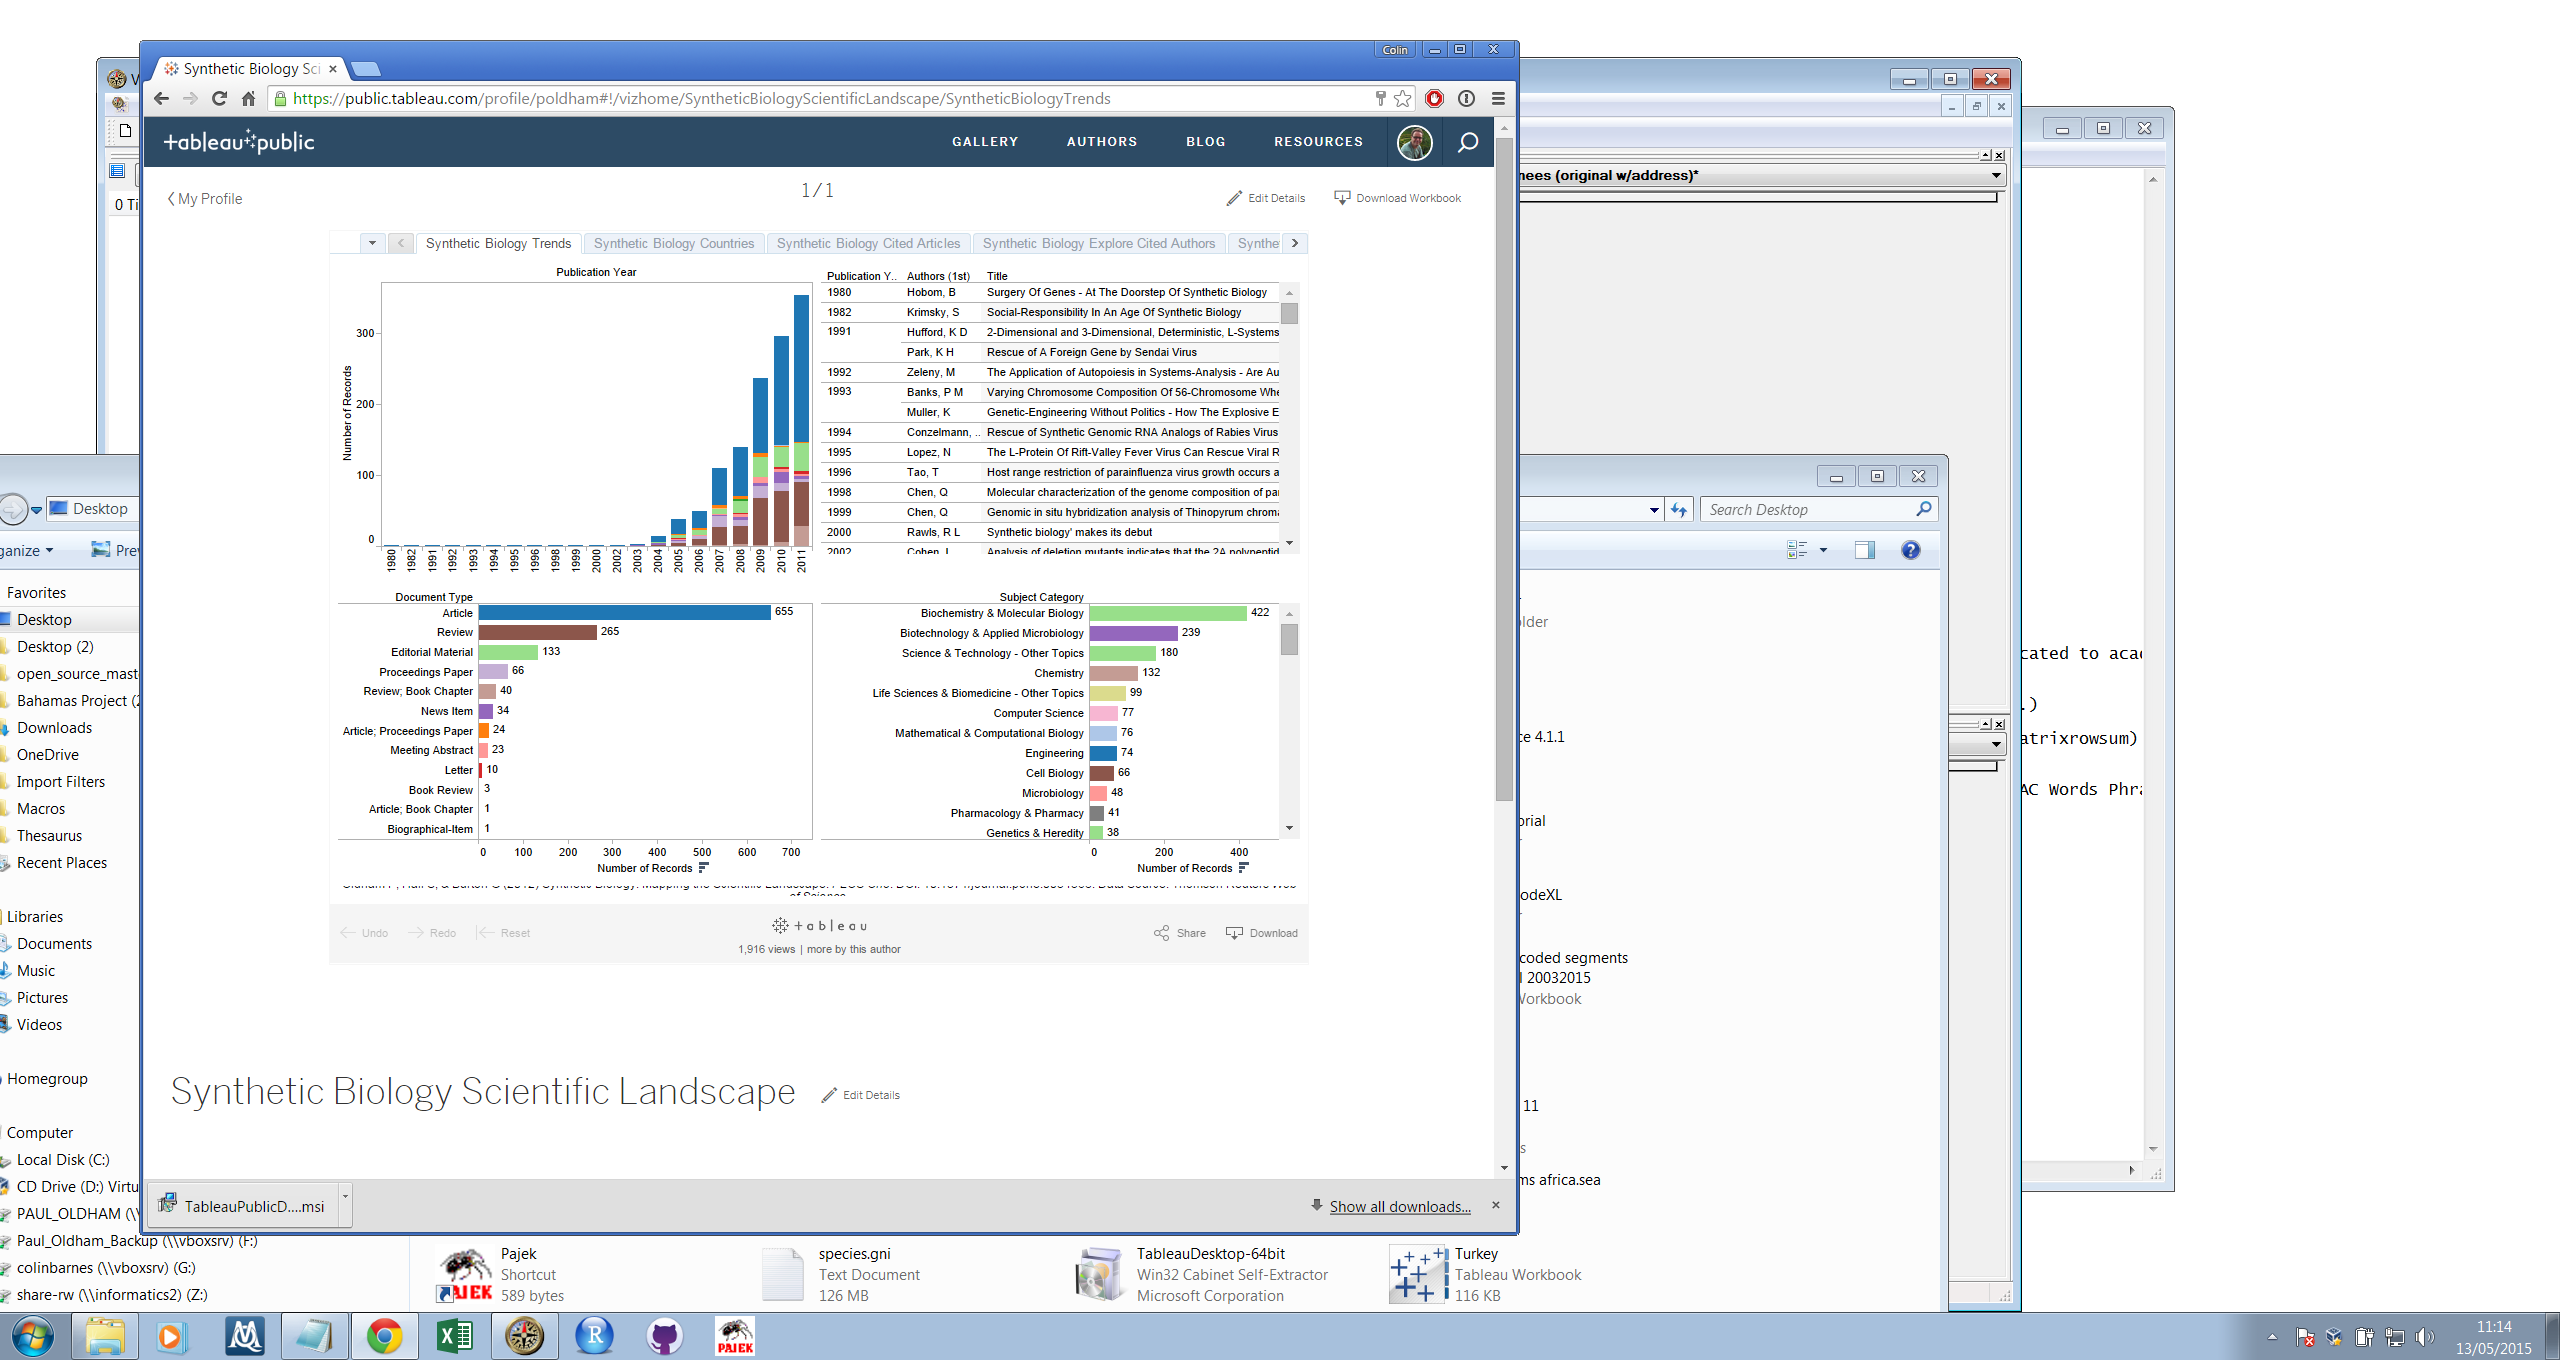 Colin
Synthetic Biology Sci
https://public.tableau.com/profile/poldham#!/vizhome/SyntheticBiologyScientificLandscape/SyntheticBiologyTrends
tableau public
GALLERY
AUTHORS
BLOG
RESOURCES
My Profile
1/1
Edit Details
Download Workbook
Synthetic Biology Trends
Synthetic Biology Countries
Synthetic Biology Cited Articles
Synthetic Biology Explore Cited Authors
Synthe
Publication Year
Number of Records
300
200
100
0
1980
1982
1991
1992
1993
1994
1995
1996
1998
1999
2000
2002
2003
2004
2005
2006
2007
2008
2009
2010
2011
Publication Y.. Authors (1st) Title
1980 Hobom, B Surgery Of Genes - At The Doorstep Of Synthetic Biology
1982 Krimsky, S Social-Responsibility In An Age Of Synthetic Biology
1991 Hufford, K D 2-Dimensional and 3-Dimensional, Deterministic, L-Systems
Park, K H Rescue of A Foreign Gene by Sendai Virus
1992 Zeleny, M The Application of Autopoiesis in Systems-Analysis - Are Au
1993 Banks, P M Varying Chromosome Composition Of 56-Chromosome Whe
Muller, K Genetic-Engineering Without Politics - How The Explosive E
1994 Conzelmann, .. Rescue of Synthetic Genomic RNA Analogs of Rabies Virus
1995 Lopez, N The L-Protein Of Rift-Valley Fever Virus Can Rescue Viral R
1996 Tao, T Host range restriction of parainfluenza virus growth occurs a
1998 Chen, Q Molecular characterization of the genome composition of pa
1999 Chen, Q Genomic in situ hybridization analysis of Thinopyrum chroma
2000 Rawls, R L Synthetic biology' makes its debut
2002 Cohen, L Analysis of deletion mutants indicates that the 2A polypeptid
Document Type
Article 655
Review 265
Editorial Material 133
Proceedings Paper 66
Review; Book Chapter 40
News Item 34
Article; Proceedings Paper 24
Meeting Abstract 23
Letter 10
Book Review 3
Article; Book Chapter 1
Biographical-Item 1
0 100 200 300 400 500 600 700
Number of Records
Subject Category
Biochemistry & Molecular Biology 422
Biotechnology & Applied Microbiology 239
Science & Technology - Other Topics 180
Chemistry 132
Life Sciences & Biomedicine - Other Topics 99
Computer Science 77
Mathematical & Computational Biology 76
Engineering 74
Cell Biology 66
Microbiology 48
Pharmacology & Pharmacy 41
Genetics & Heredity 38
0 200 400
Number of Records
Undo
Redo
Reset
tableau
1,916 views | more by this author
Share
Download
Synthetic Biology Scientific Landscape
Edit Details
TableauPublicD....msi
Show all downloads...
V
0 Ti
Desktop
ganize
Prev
Favorites
Desktop
Desktop (2)
open_source_mast
Bahamas Project (2
Downloads
OneDrive
Import Filters
Macros
Thesaurus
Recent Places
Libraries
Documents
Music
Pictures
Videos
Homegroup
Computer
Local Disk (C:)
CD Drive (D:) Virtu
PAUL_OLDHAM (\\
Paul_Oldham_Backup (\\vboxsrv) (F:)
colinbarnes (\\vboxsrv) (G:)
share-rw (\\informatics2) (Z:)
nees (original w/address)*
Search Desktop
lder
ce 4.1.1
orial
odeXL
coded segments
20032015
Workbook
11
s
ms africa.sea
cated to acad
.)
atrixrowsum)
AC Words Phra
Pajek
Shortcut
589 bytes
species.gni
Text Document
126 MB
TableauDesktop-64bit
Win32 Cabinet Self-Extractor
Microsoft Corporation
Turkey
Tableau Workbook
116 KB
PAJEK
R
PAJEK
11:14
13/05/2015